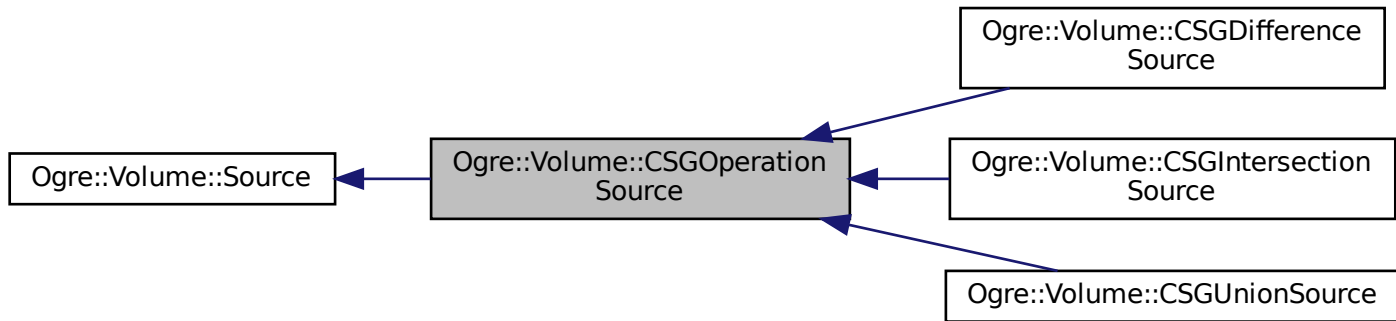 Ogre::Volume::CSGDifference
Source
Ogre::Volume::Source
Ogre::Volume::CSGOperation
Source
Ogre::Volume::CSGIntersection
Source
Ogre::Volume::CSGUnionSource